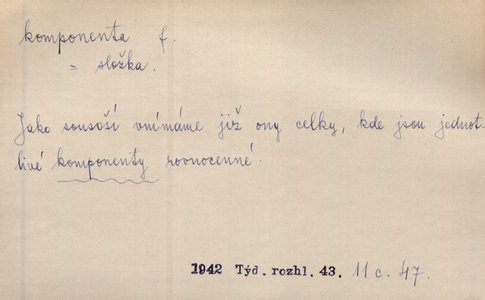 komponenta f.
= složka.
Jako sousoší vnímáme již ony celky, kde jsou jednot-
livé komponenty rovnocenné.
1942 Týd. rozhl. 43. 11 c. 47.